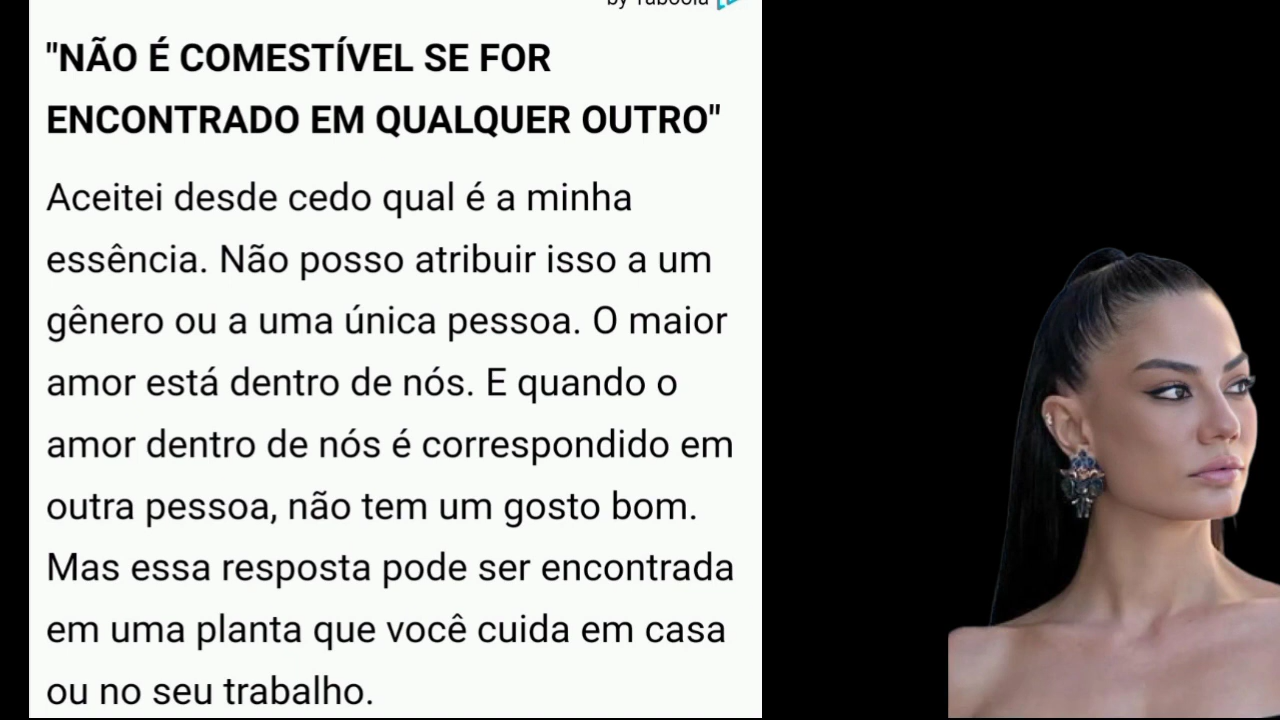 by Taboola
"NÃO É COMESTÍVEL SE FOR
ENCONTRADO EM QUALQUER OUTRO"
Aceitei desde cedo qual é a minha
essência. Não posso atribuir isso a um
gênero ou a uma única pessoa. O maior
amor está dentro de nós. E quando o
amor dentro de nós é correspondido em
outra pessoa, não tem um gosto bom.
Mas essa resposta pode ser encontrada
em uma planta que você cuida em casa
ou no seu trabalho.